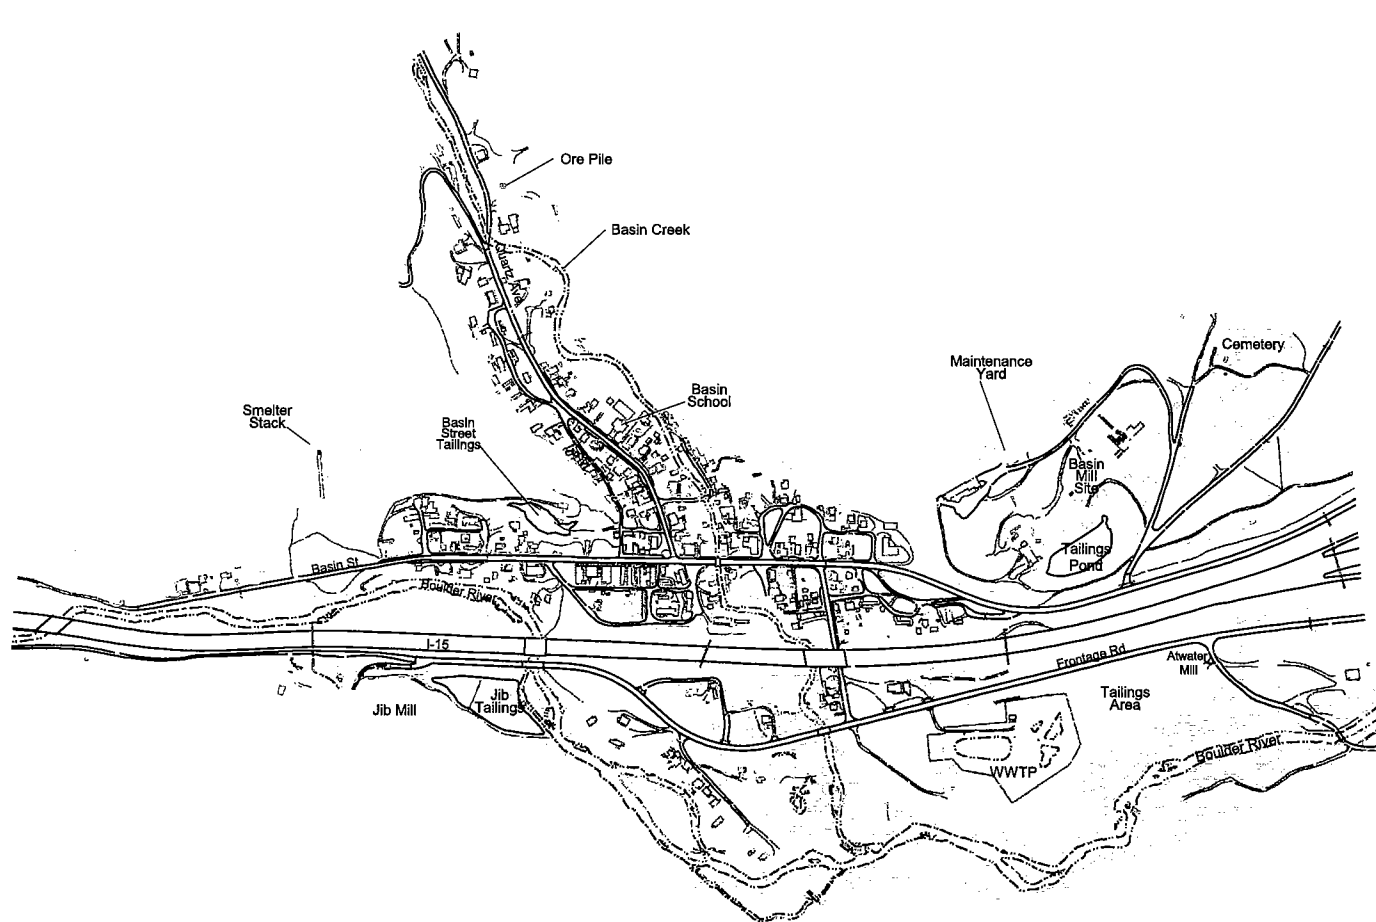 Ore Pile
Basin Creek
Quartz Ave
Cemetery
Maintenance
Yard
Basin
School
Smelter
Stack
Basin
Street
Tailings
Basin
Mill
Site
Tailings
Pond
Basin St
Boulder River
I-15
Frontage Rd
Atwater
Mill
Jib Mill
Jib
Tailings
Tailings
Area
Boulder River
WWTP